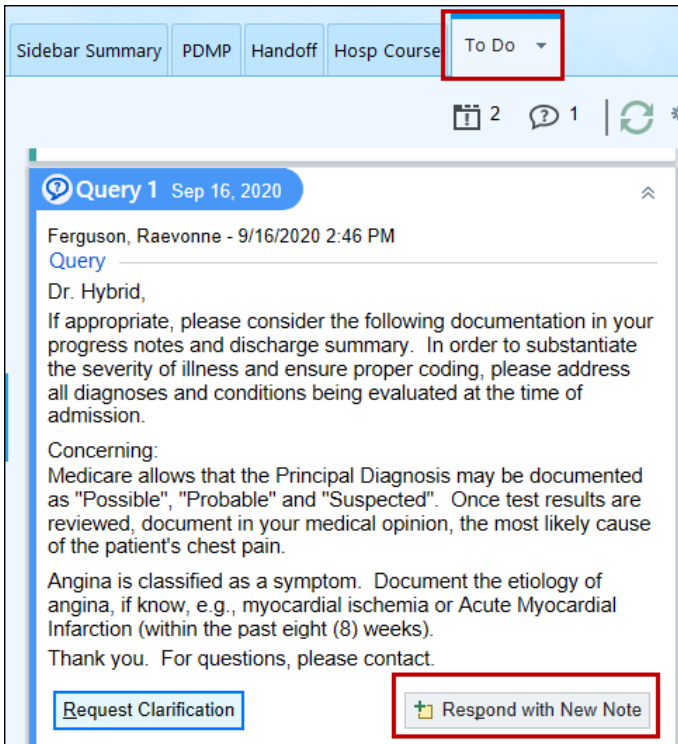 Sidebar Summary PDMP Handoff Hosp Course To Do
2 1
Query 1 Sep 16, 2020
Ferguson, Raevonne - 9/16/2020 2:46 PM
Query
Dr. Hybrid,
If appropriate, please consider the following documentation in your
progress notes and discharge summary. In order to substantiate
the severity of illness and ensure proper coding, please address
all diagnoses and conditions being evaluated at the time of
admission.
Concerning:
Medicare allows that the Principal Diagnosis may be documented
as "Possible", "Probable" and "Suspected". Once test results are
reviewed, document in your medical opinion, the most likely cause
of the patient's chest pain.
Angina is classified as a symptom. Document the etiology of
angina, if know, e.g., myocardial ischemia or Acute Myocardial
Infarction (within the past eight (8) weeks).
Thank you. For questions, please contact.
Request Clarification Respond with New Note